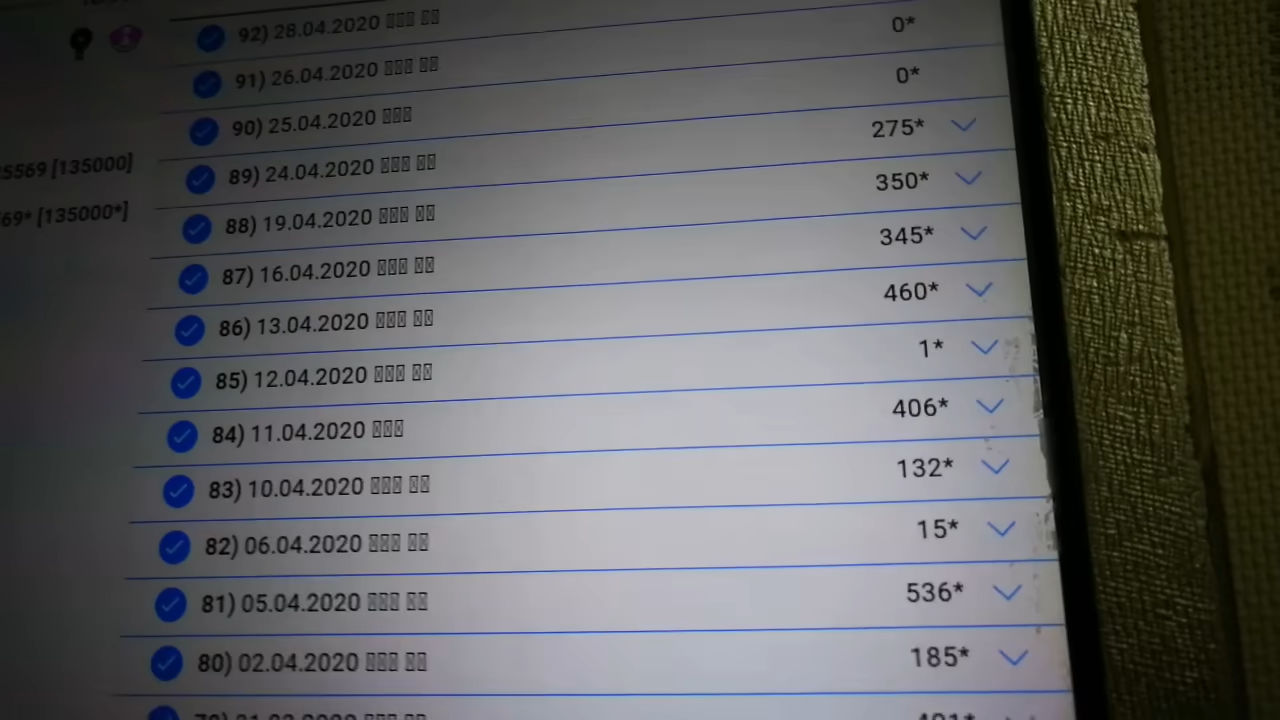 92) 28.04.2020
91) 26.04.2020 0*
90) 25.04.2020 0*
89) 24.04.2020 275*
5569 [135000]
88) 19.04.2020 350*
69* [135000*]
87) 16.04.2020 345*
86) 13.04.2020 460*
85) 12.04.2020 1*
84) 11.04.2020 406*
83) 10.04.2020 132*
82) 06.04.2020 15*
81) 05.04.2020 536*
80) 02.04.2020 185*